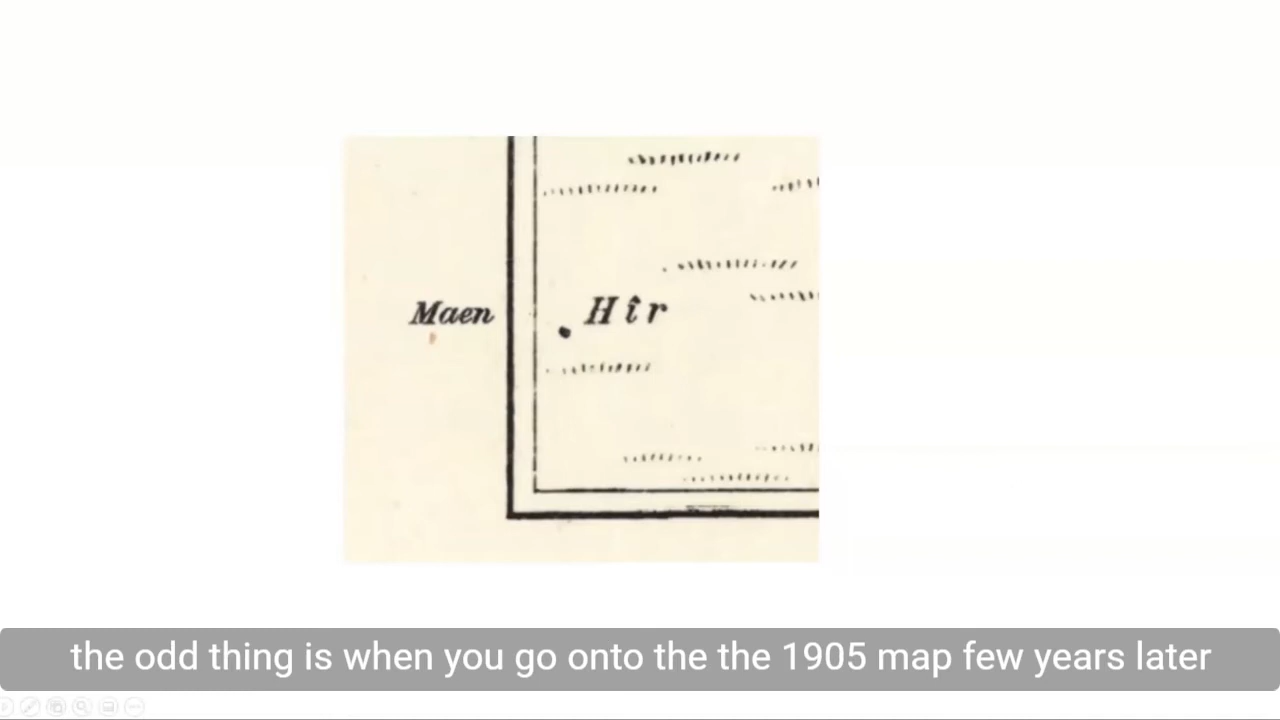 Maen Hîr
the odd thing is when you go onto the the 1905 map few years later